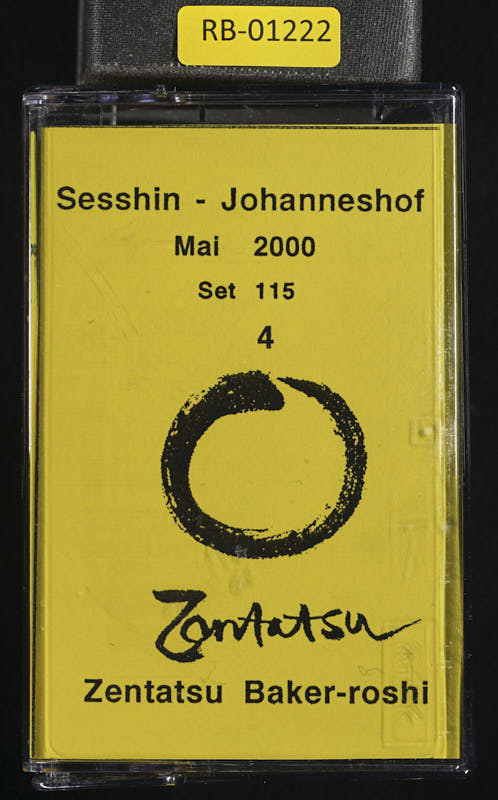 RB-01222
Sesshin - Johanneshof
Mai 2000
Set 115
4
Zentatsu
Zentatsu Baker-roshi